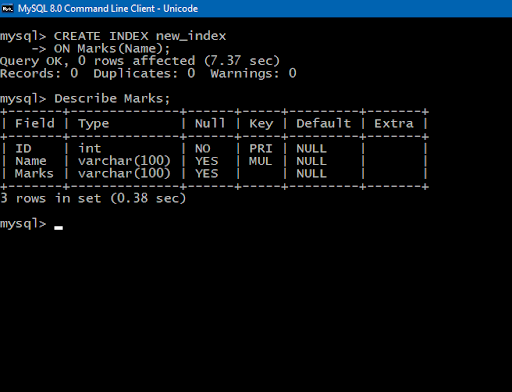 MySQL 8.0 Command Line Client - Unicode
mysql> CREATE INDEX new_index
    -> ON Marks(Name);
Query OK, 0 rows affected (7.37 sec)
Records: 0  Duplicates: 0  Warnings: 0
mysql> Describe Marks;
+-------+--------------+------+-----+---------+-------+
| Field | Type         | Null | Key | Default | Extra |
+-------+--------------+------+-----+---------+-------+
| ID    | int          | NO   | PRI | NULL    |       |
| Name  | varchar(100) | YES  | MUL | NULL    |       |
| Marks | varchar(100) | YES  |     | NULL    |       |
+-------+--------------+------+-----+---------+-------+
3 rows in set (0.38 sec)
mysql> _